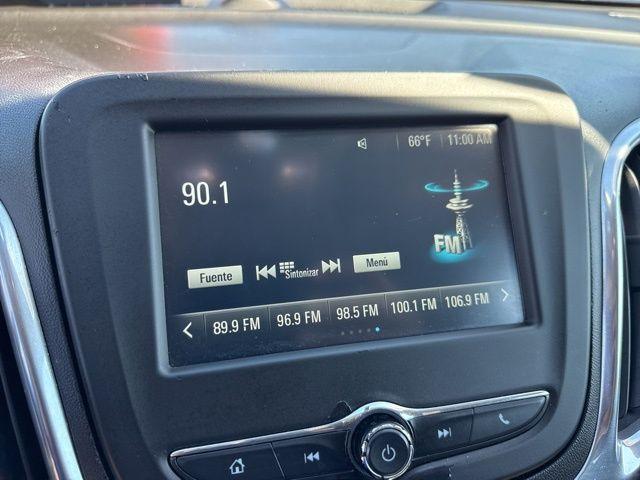 66°F 11:00 AM
90.1
FM
Fuente Sintonizar Menú
89.9 FM 96.9 FM 98.5 FM 100.1 FM 106.9 FM